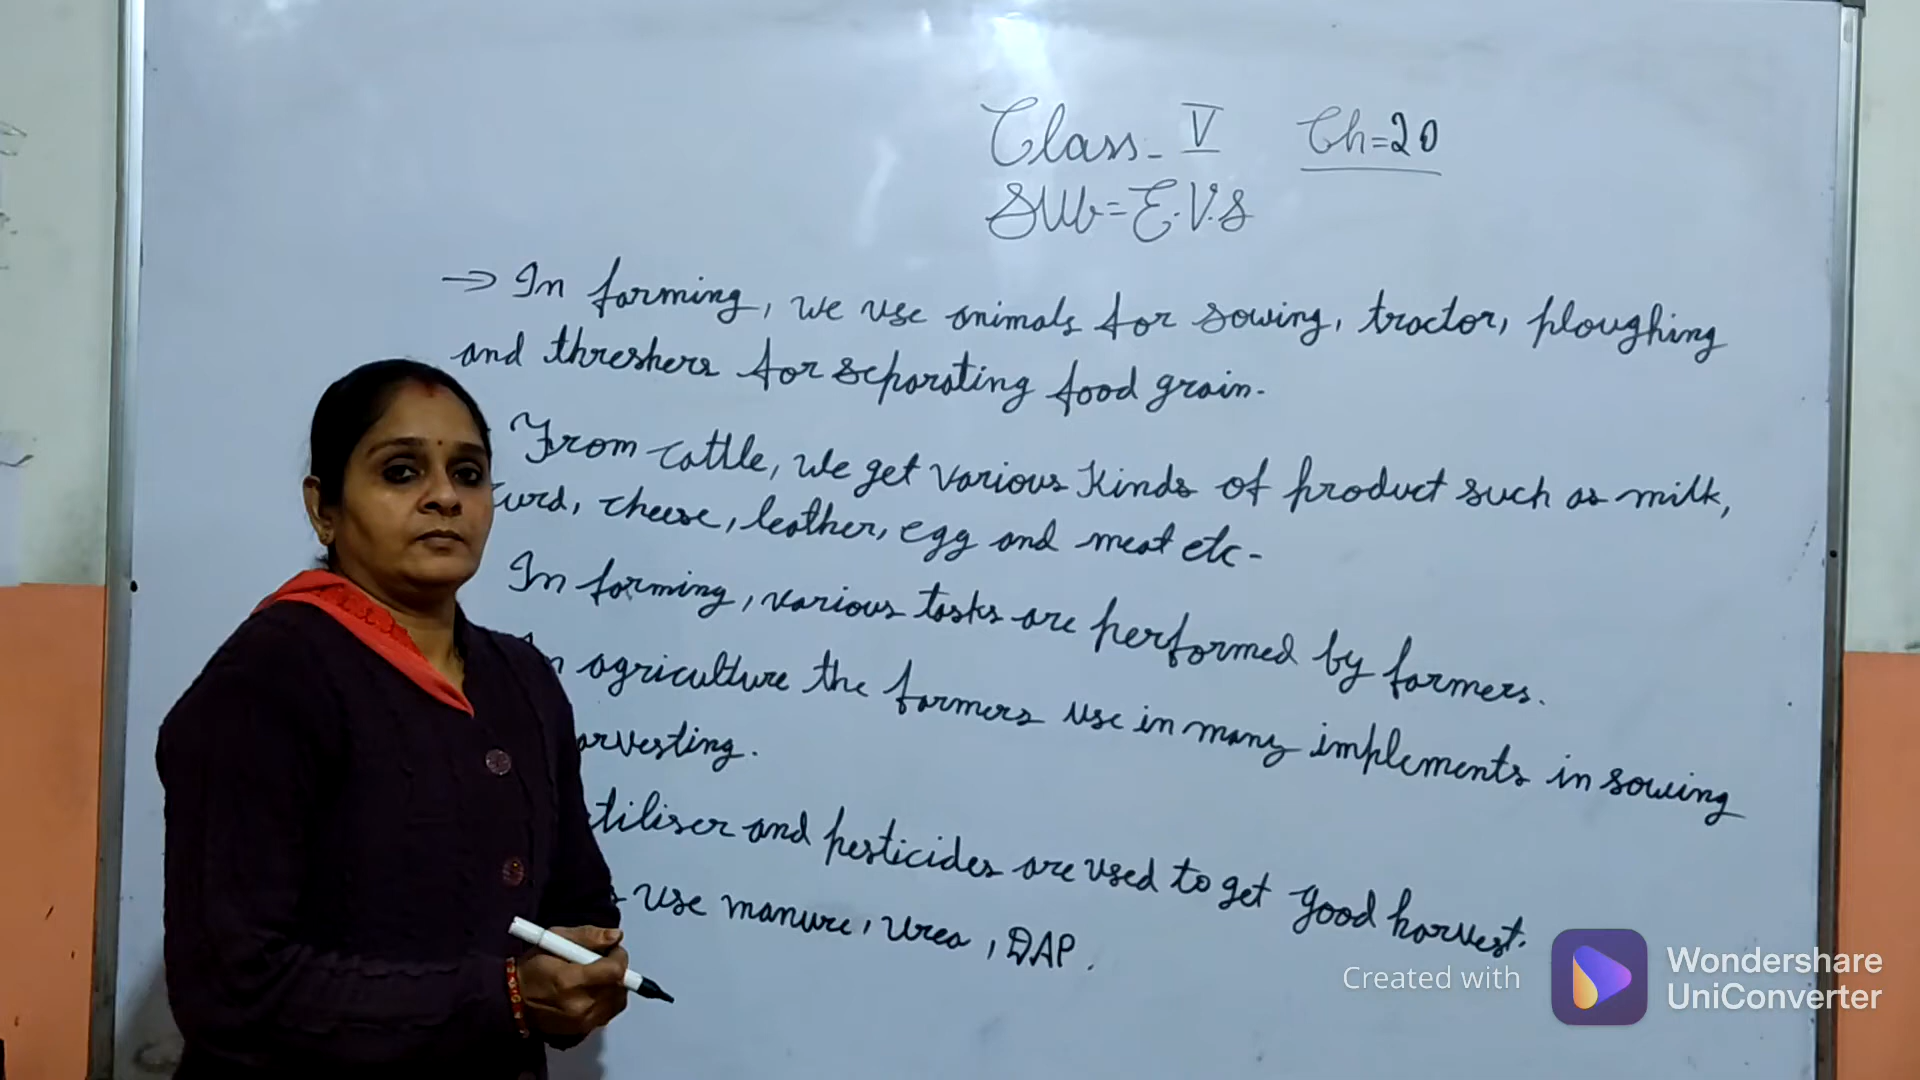 Class - V Ch = 20
Sub = E.V.S
→ In farming, we use animals for sowing, tractor, ploughing
and threshers for separating food grain.
From cattle, we get various kinds of product such as milk,
curd, cheese, leather, egg and meat etc -
In farming, various tasks are performed by farmers.
In agriculture the farmers use in many implements in sowing
arvesting.
tiliser and pesticides are used to get good harvest.
use manure, urea, DAP.
Created with
Wondershare
UniConverter